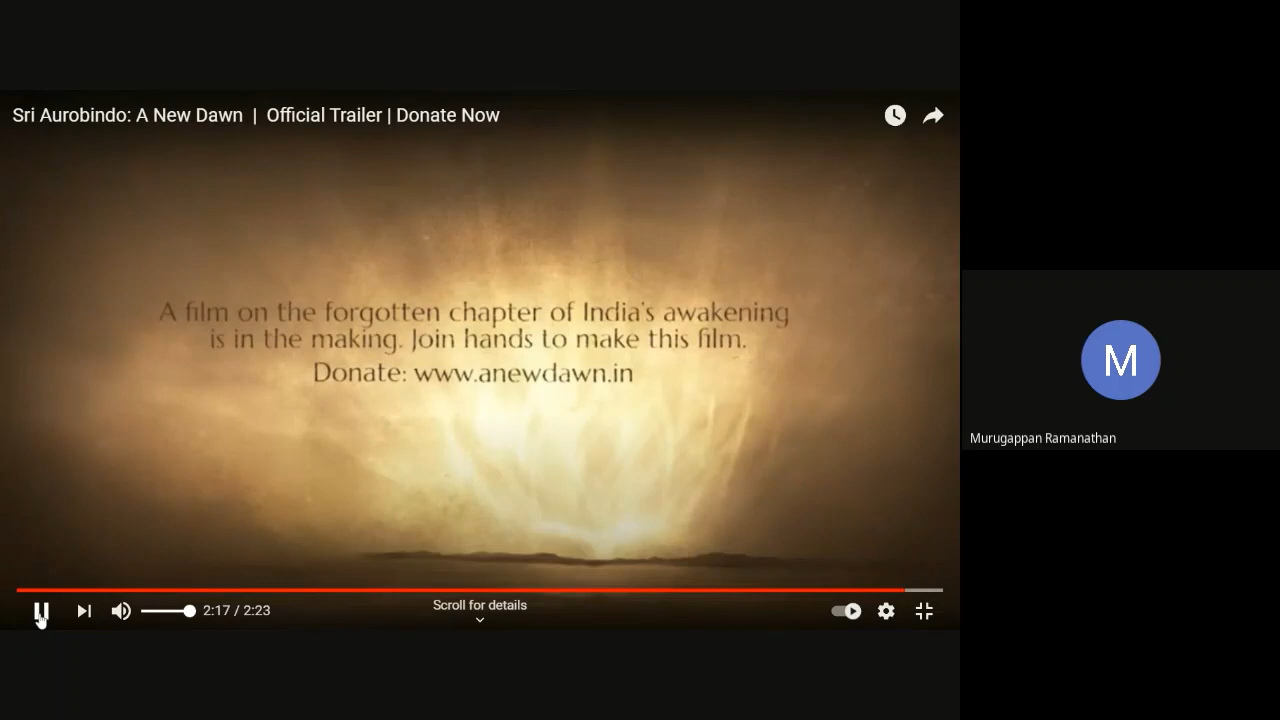 Sri Aurobindo: A New Dawn | Official Trailer | Donate Now
A film on the forgotten chapter of India's awakening
is in the making. Join hands to make this film.
Donate: www.anewdawn.in
M
Murugappan Ramanathan
Scroll for details
2:17 / 2:23